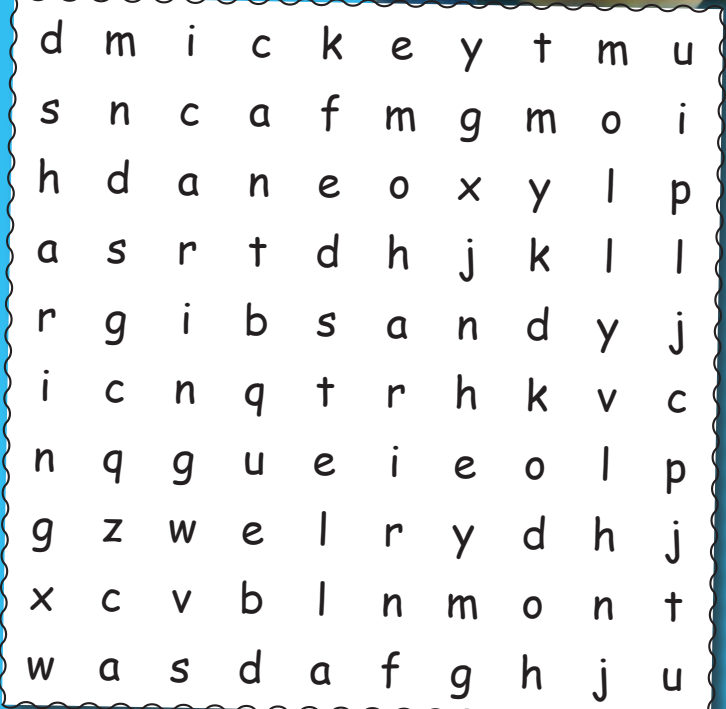 d m i c k e y t m u
s n c a f m g m o i
h d a n e o x y l p
a s r t d h j k l l
r g i b s a n d y j
i c n q t r h k v c
n q g u e i e o l p
g z w e l r y d h j
x c v b l n m o n t
w a s d a f g h j u